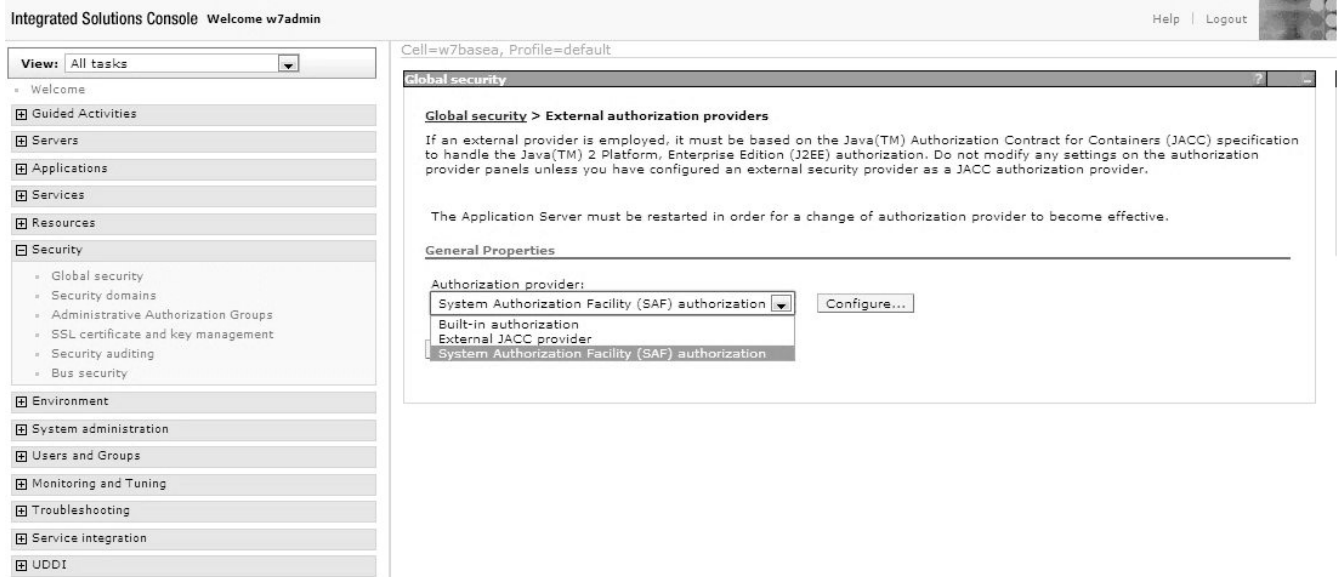 Integrated Solutions Console Welcome w7admin
Help | Logout
View: All tasks
Welcome
Guided Activities
Servers
Applications
Services
Resources
Security
Global security
Security domains
Administrative Authorization Groups
SSL certificate and key management
Security auditing
Bus security
Environment
System administration
Users and Groups
Monitoring and Tuning
Troubleshooting
Service integration
UDDI
Cell=w7basea, Profile=default
Global security
?
Global security > External authorization providers
If an external provider is employed, it must be based on the Java(TM) Authorization Contract for Containers (JACC) specification
to handle the Java(TM) 2 Platform, Enterprise Edition (J2EE) authorization. Do not modify any settings on the authorization
provider panels unless you have configured an external security provider as a JACC authorization provider.
The Application Server must be restarted in order for a change of authorization provider to become effective.
General Properties
Authorization provider:
System Authorization Facility (SAF) authorization
Configure...
Built-in authorization
External JACC provider
System Authorization Facility (SAF) authorization